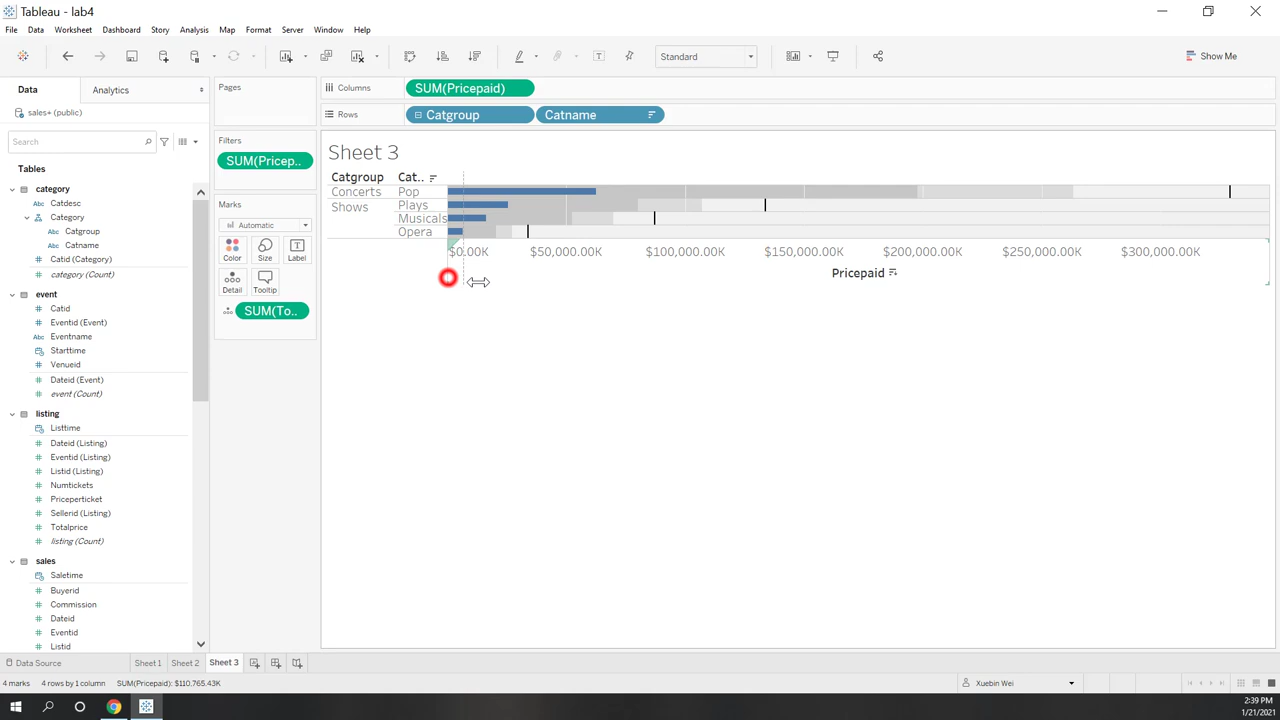 Tableau - lab4
File Data Worksheet Dashboard Story Analysis Map Format Server Window Help
Standard
Show Me
Data
Analytics
sales+ (public)
Search
Tables
category
Catdesc
Category
Catgroup
Catname
Catid (Category)
category (Count)
event
Catid
Eventid (Event)
Eventname
Starttime
Venueid
Dateid (Event)
event (Count)
listing
Listtime
Dateid (Listing)
Eventid (Listing)
Listid (Listing)
Numtickets
Priceperticket
Sellerid (Listing)
Totalprice
listing (Count)
sales
Saletime
Buyerid
Commission
Dateid
Eventid
Listid
Pages
Filters
SUM(Pricep..
Marks
Automatic
Color
Size
Label
Detail
Tooltip
SUM(To..
Columns
SUM(Pricepaid)
Rows
Catgroup
Catname
Sheet 3
Catgroup
Cat..
Concerts Pop
Shows Plays
Musicals
Opera
$0.00K $50,000.00K $100,000.00K $150,000.00K $200,000.00K $250,000.00K $300,000.00K
Pricepaid
Data Source
Sheet 1
Sheet 2
Sheet 3
4 marks 4 rows by 1 column SUM(Pricepaid): $110,765.43K
Xuebin Wei
2:39 PM
1/21/2021